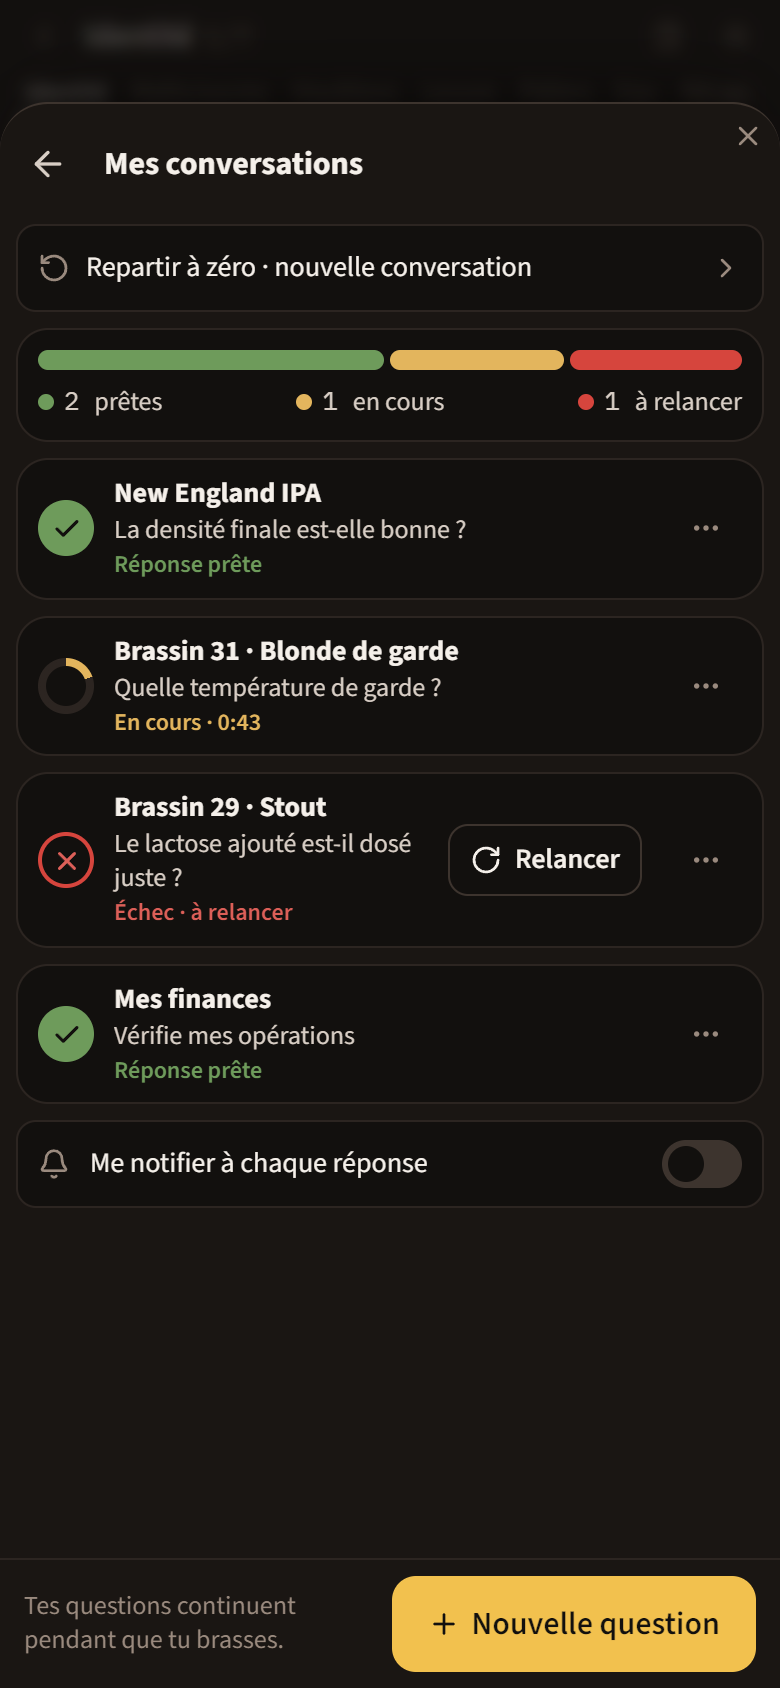 Mes conversations
Repartir à zéro · nouvelle conversation
2 prêtes
1 en cours
1 à relancer
New England IPA
La densité finale est-elle bonne ?
Réponse prête
Brassin 31 · Blonde de garde
Quelle température de garde ?
En cours · 0:43
Brassin 29 · Stout
Le lactose ajouté est-il dosé
juste ?
Échec · à relancer
Relancer
Mes finances
Vérifie mes opérations
Réponse prête
Me notifier à chaque réponse
Tes questions continuent
pendant que tu brasses.
Nouvelle question